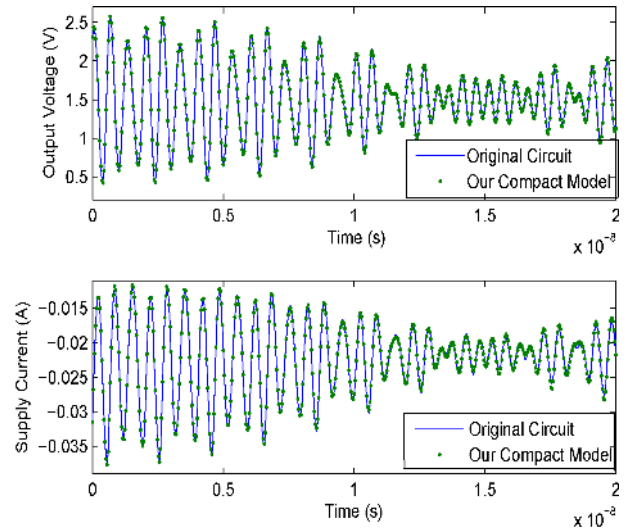 Output Voltage (V)
2.5
2
1.5
1
0.5
0
0.5
1
1.5
2
Time (s)
x 10⁻⁸
Original Circuit
Our Compact Model
Supply Current (A)
−0.015
−0.02
−0.025
−0.03
−0.035
0
0.5
1
1.5
2
Time (s)
x 10⁻⁸
Original Circuit
Our Compact Model